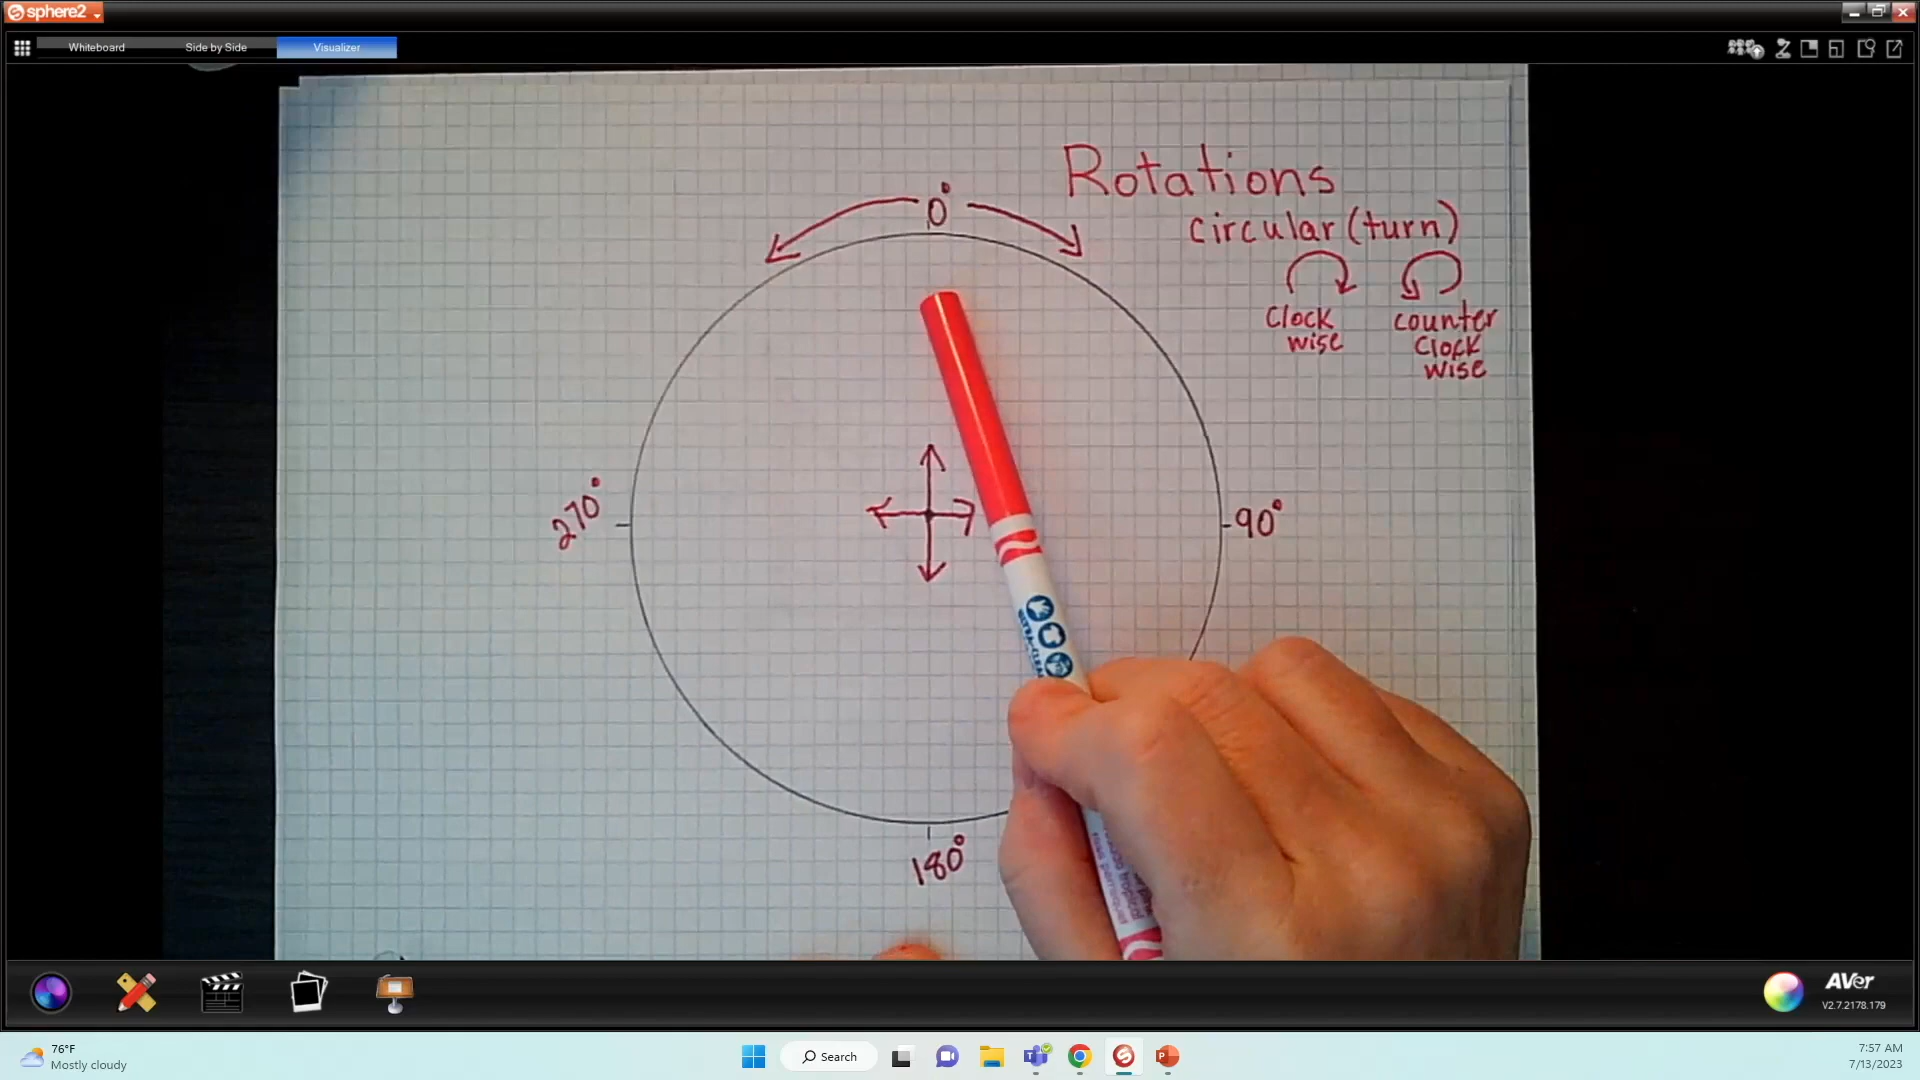 sphere2
Whiteboard
Side by Side
Visualizer
Rotations
circular (turn)
clock
wise
counter
clock
wise
0°
270°
90°
180°
AVer
V2.7.2178.179
76°F
Mostly cloudy
Search
7:57 AM
7/13/2023